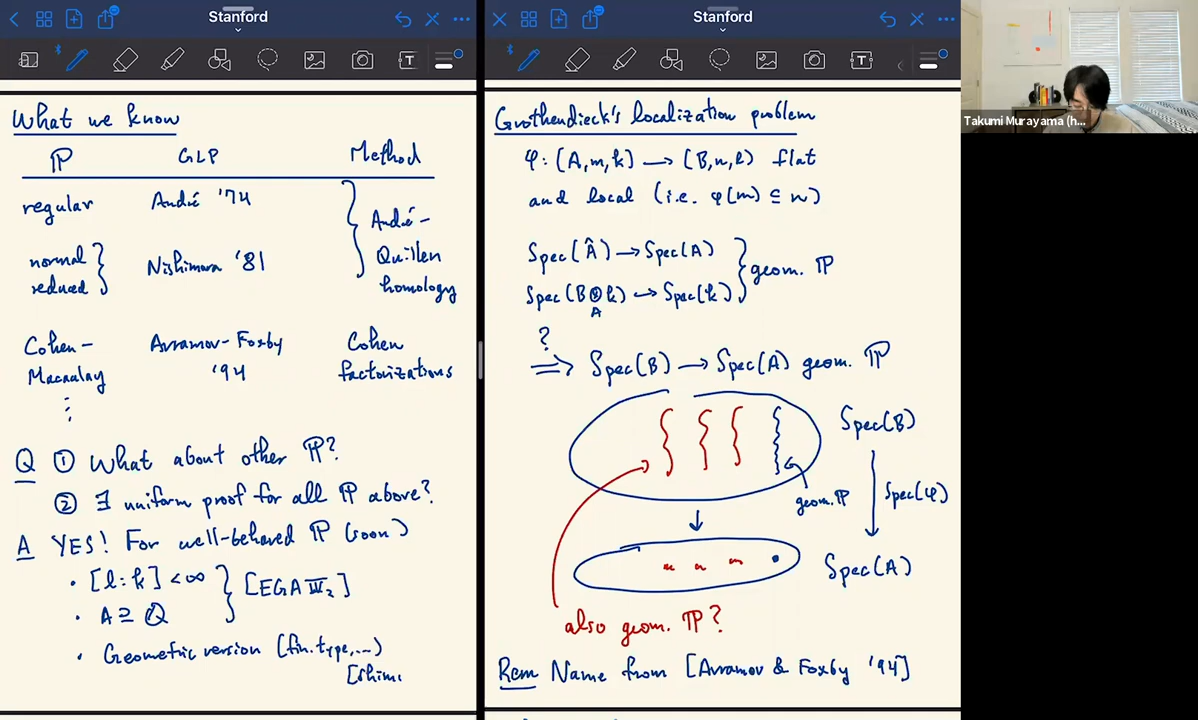 Stanford
What we know
ℙ GLP Method
regular André '74
normal
reduced
Nishimura '81
André-
Quillen
homology
Cohen-
Macaulay
Avramov-Foxby
'94
Cohen
factorizations
⋮
Q ① What about other ℙ?
② ∃ uniform proof for all ℙ above?
A YES! For well-behaved ℙ (soon)
• [l:k] < ∞
• A ⊇ ℚ
[EGA IV₂]
• Geometric version (fin. type,...)
[Shim
Stanford
Grothendieck's localization problem
φ: (A,m,k) → (B,n,l) flat
and local (i.e. φ(m) ⊆ n)
Spec(Â) → Spec(A)
Spec(B ⊗_A k) → Spec(k)
geom. ℙ
?
⟹ Spec(B) → Spec(A) geom. ℙ
Spec(B)
geom. ℙ
Spec(φ)
Spec(A)
also geom. ℙ?
Rem Name from [Avramov & Foxby '94]
Takumi Murayama (h...